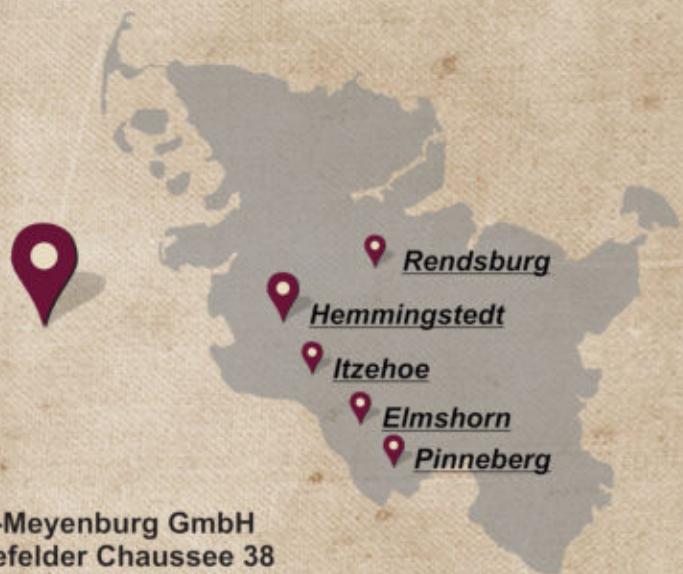 Rendsburg
Hemmingstedt
Itzehoe
Elmshorn
Pinneberg
-Meyenburg GmbH
efelder Chaussee 38